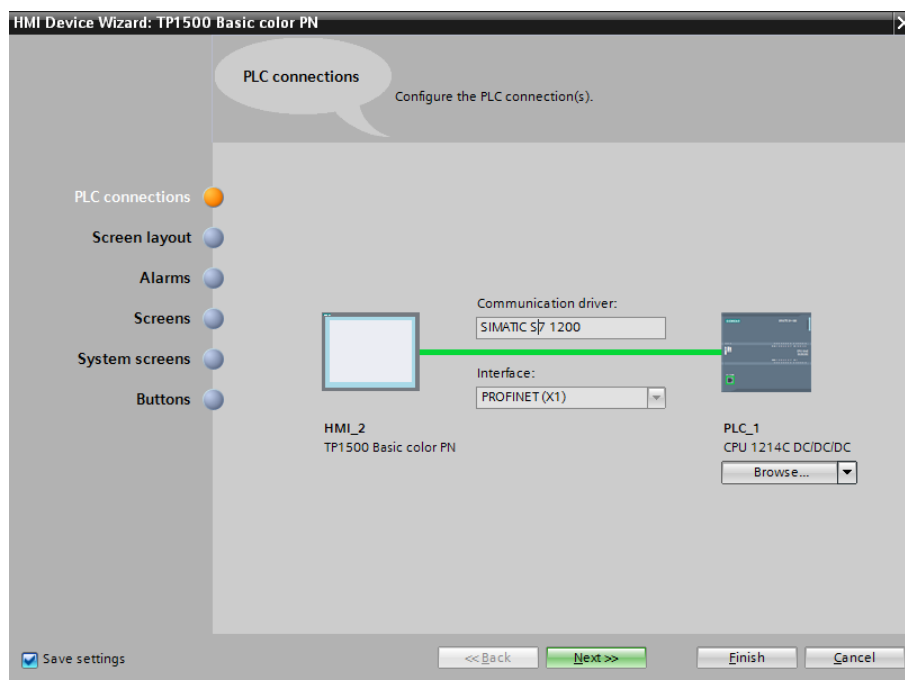 HMI Device Wizard: TP1500 Basic color PN
PLC connections
Configure the PLC connection(s).
PLC connections
Screen layout
Alarms
Screens
System screens
Buttons
Communication driver:
SIMATIC S7 1200
Interface:
PROFINET (X1)
HMI_2
TP1500 Basic color PN
PLC_1
CPU 1214C DC/DC/DC
Browse...
Save settings
<< Back
Next >>
Finish
Cancel